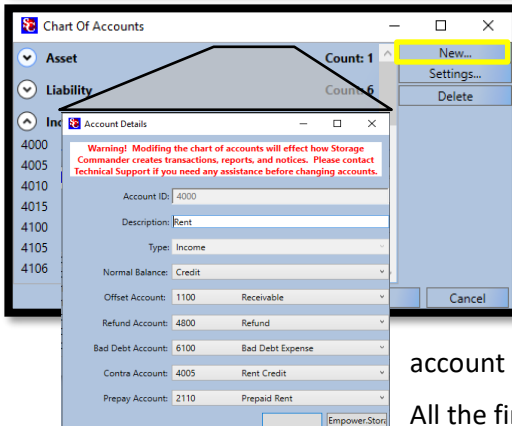 Chart Of Accounts
New...
Settings...
Delete
Asset Count: 1
Liability Count: 6
4000
4005
4010
4015
4100
4105
4106
Cancel
Account Details
Warning! Modifing the chart of accounts will effect how Storage
Commander creates transactions, reports, and notices. Please contact
Technical Support if you need any assistance before changing accounts.
Account ID: 4000
Description: Rent
Type: Income
Normal Balance: Credit
Offset Account: 1100 Receivable
Refund Account: 4800 Refund
Bad Debt Account: 6100 Bad Debt Expense
Contra Account: 4005 Rent Credit
Prepay Account: 2110 Prepaid Rent
account
All the